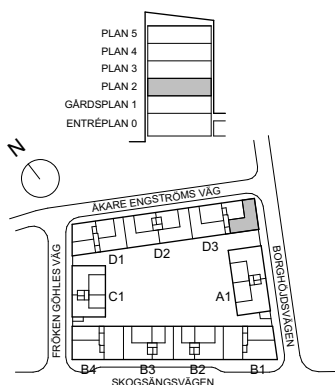 PLAN 5
PLAN 4
PLAN 3
PLAN 2
GÅRDSPLAN 1
ENTRÉPLAN 0
N
ÅKARE ENGSTRÖMS VÄG
D1
D2
D3
FRÖKEN GÖHLES VÄG
C1
A1
BORGHÖJDSVÄGEN
B4
B3
B2
B1
SKOGSÄNGSVÄGEN